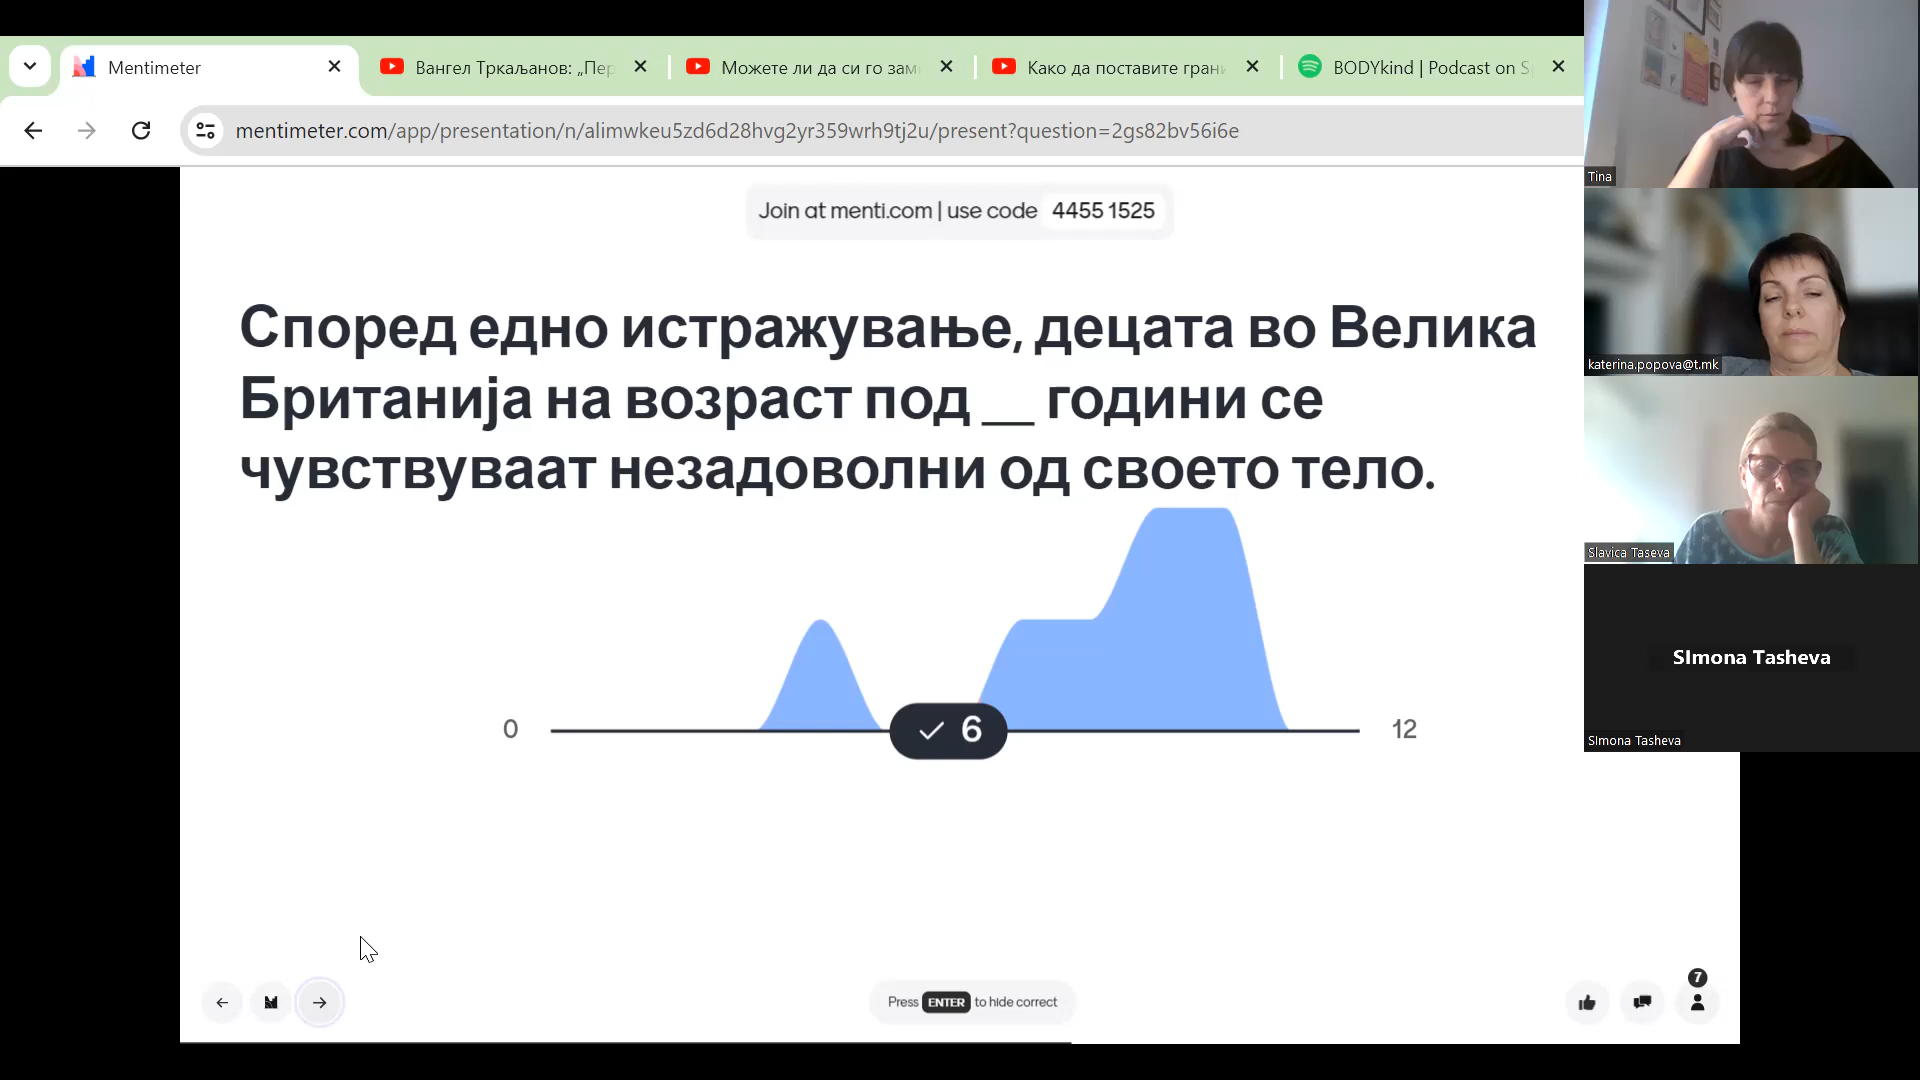 Mentimeter
Вангел Тркаљанов: „Пер
Можете ли да си го зам
Како да поставите грани
BODYkind | Podcast on S
mentimeter.com/app/presentation/n/alimwkeu5zd6d28hvg2yr359wrh9tj2u/present?question=2gs82bv56i6e
Join at menti.com | use code 4455 1525
Според едно истражување, децата во Велика
Британија на возраст под __ години се
чувствуваат незадоволни од своето тело.
0
6
12
Press ENTER to hide correct
7
Tina
katerina.popova@t.mk
Slavica Taseva
SImona Tasheva
SImona Tasheva